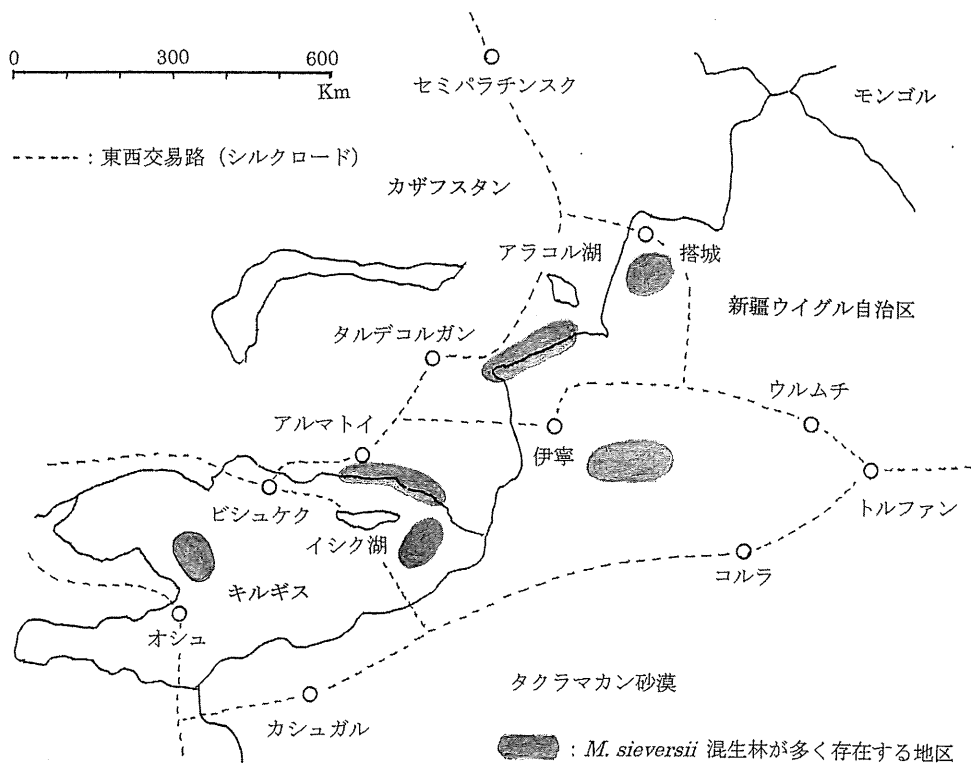 0 300 600
Km
セミパラチンスク
モンゴル
-----: 東西交易路（シルクロード）
カザフスタン
アラコル湖
搭城
新疆ウイグル自治区
タルデコルガン
ウルムチ
アルマトイ
伊寧
トルファン
ビシュケク
イシク湖
コルラ
キルギス
オシュ
タクラマカン砂漠
カシュガル
: M. sieversii 混生林が多く存在する地区